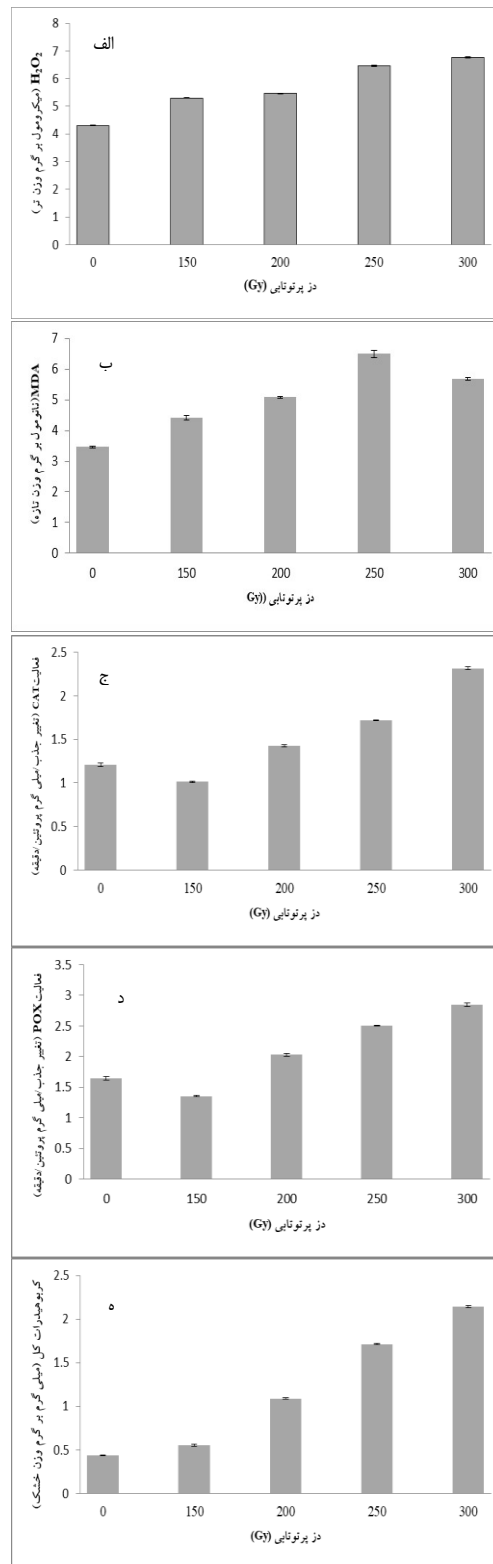 الف
H₂O₂ (میکرومول بر گرم وزن تر)
8
7
6
5
4
3
2
1
0
0 150 200 250 300
دز پرتوتابی (Gy)
ب
MDA(نانومول بر گرم وزن تازه)
7
6
5
4
3
2
1
0
0 150 200 250 300
دز پرتوتابی ((Gy
ج
فعالیت CAT (تغییر جذب/میلی گرم پروتئین/دقیقه)
2.5
2
1.5
1
0.5
0
0 150 200 250 300
دز پرتوتابی (Gy)
د
فعالیت POX (تغییر جذب/میلی گرم پروتئین/دقیقه)
3.5
3
2.5
2
1.5
1
0.5
0
0 150 200 250 300
دز پرتوتابی (Gy)
ه
کربوهیدرات کل (میلی گرم بر گرم وزن خشک)
2.5
2
1.5
1
0.5
0
0 150 200 250 300
دز پرتوتابی (Gy)